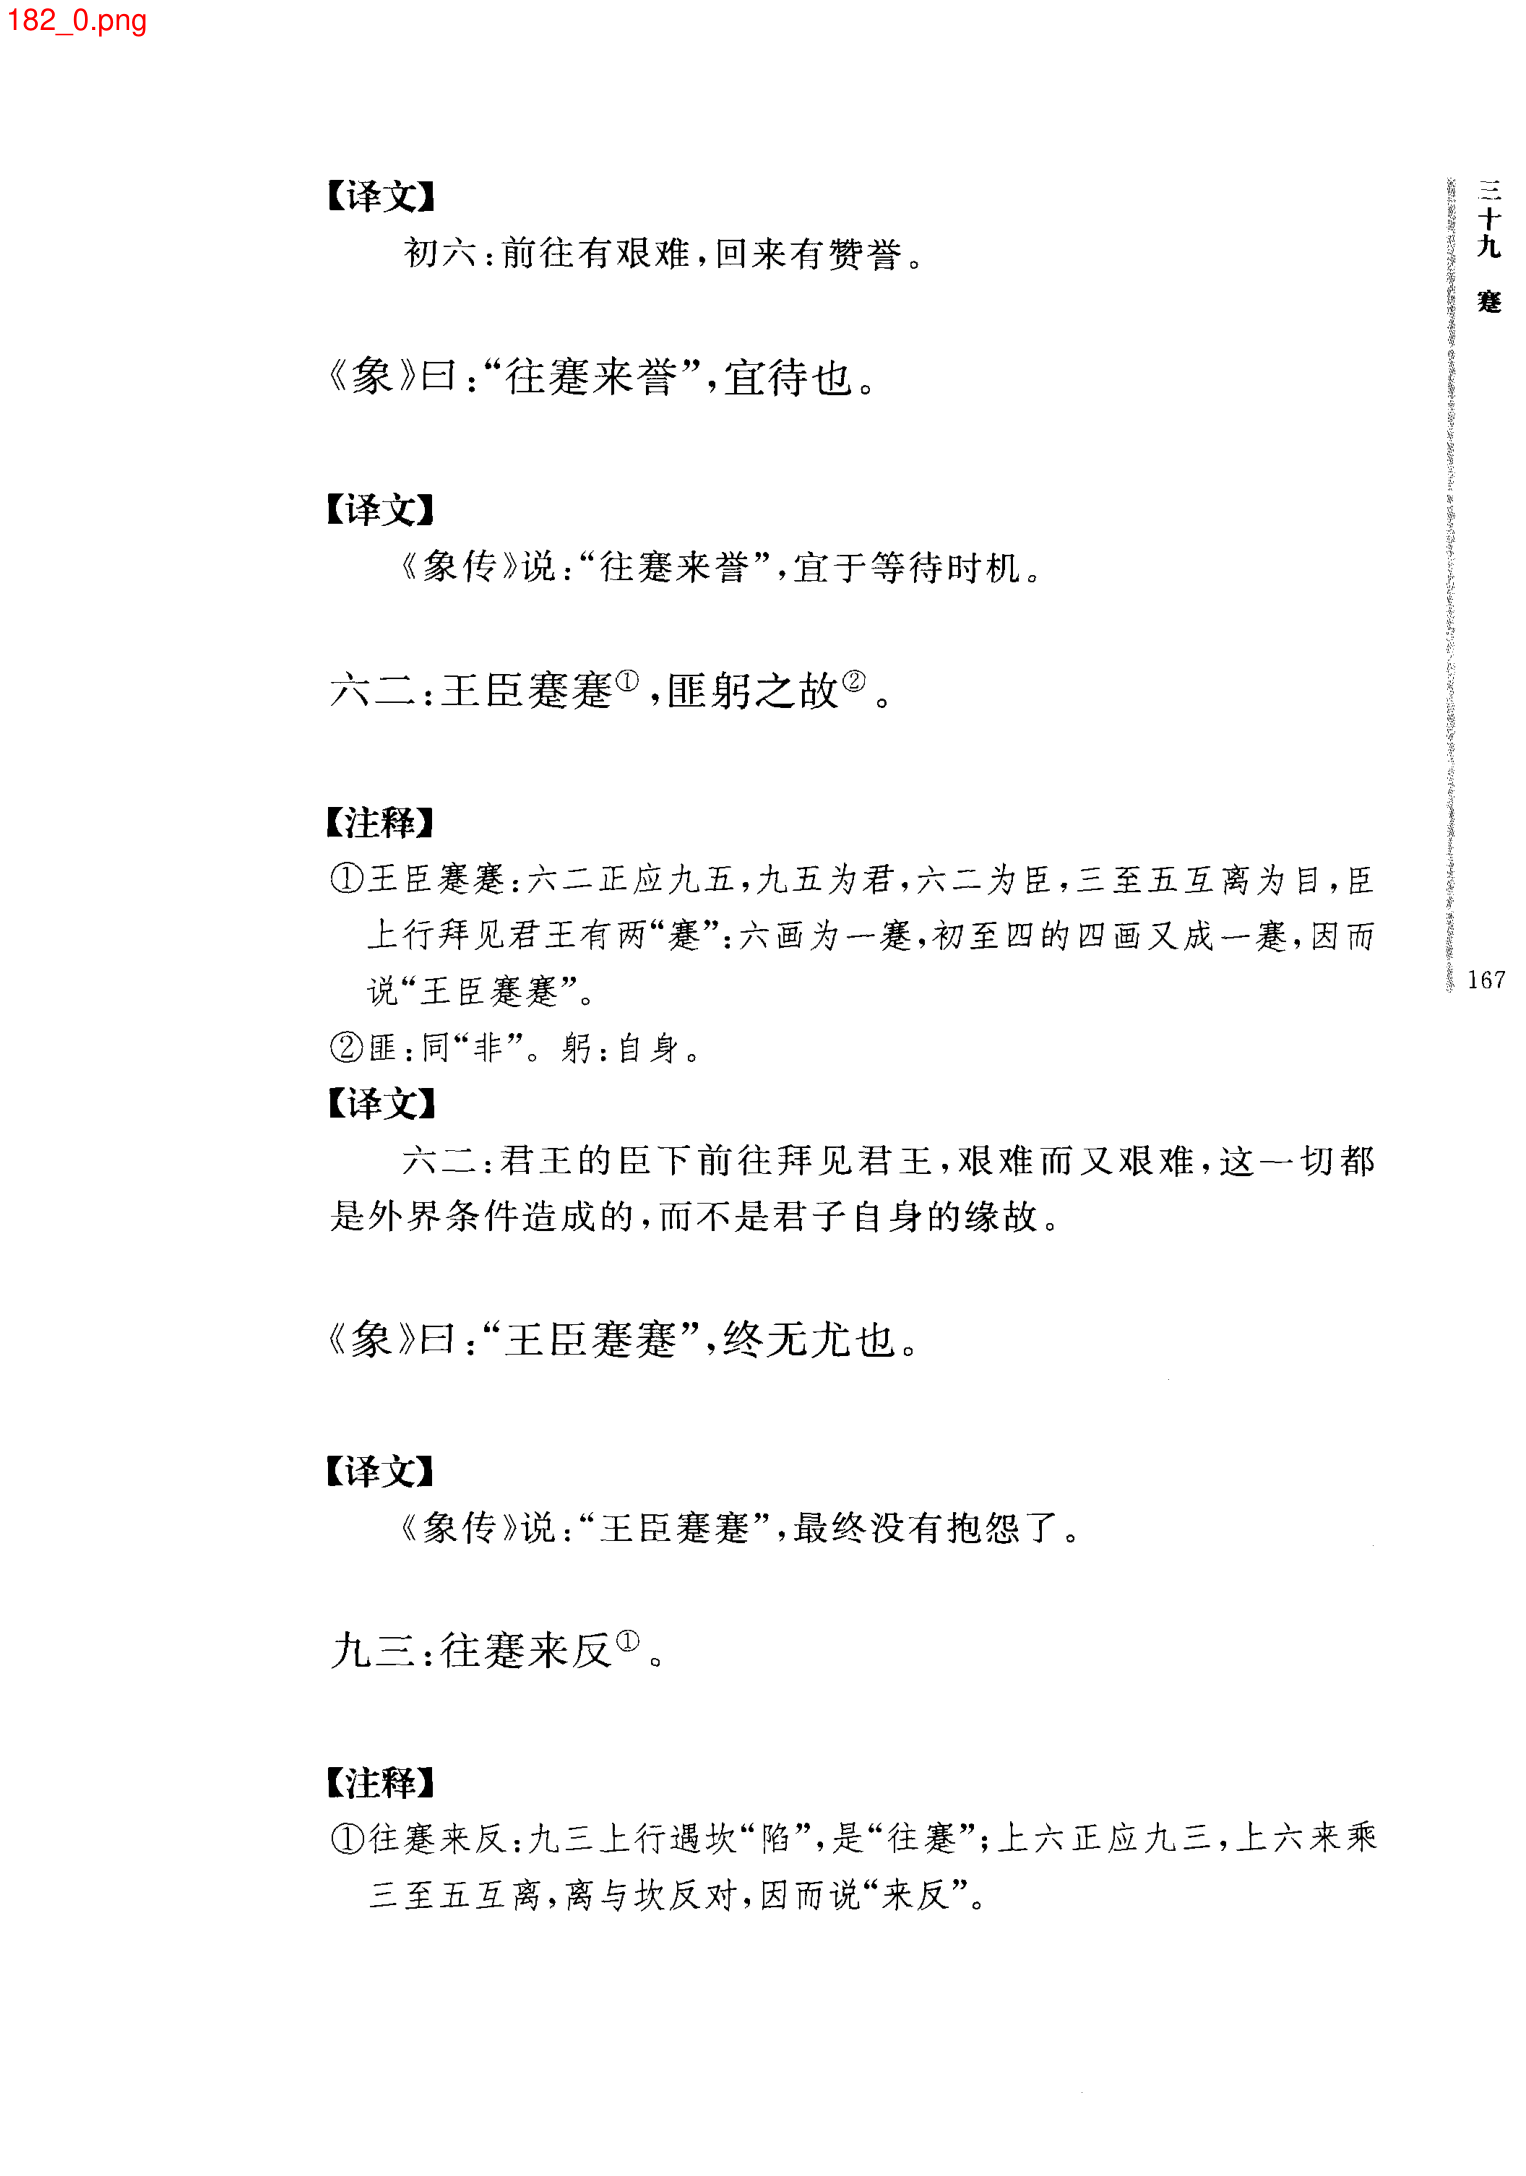 182_0.png
【译文】
初六:前往有艰难,回来有赞誉。
《象》曰:“往蹇来誉”,宜待也。
【译文】
《象传》说:“往蹇来誉”,宜于等待时机。
六二:王臣蹇蹇①,匪躬之故②。
【注释】
①王臣蹇蹇:六二正应九五,九五为君,六二为臣,三至五互离为目,臣
上行拜见君王有两“蹇”:六画为一蹇,初至四的四画又成一蹇,因而
说“王臣蹇蹇”。
②匪:同“非”。躬:自身。
【译文】
六二:君王的臣下前往拜见君王,艰难而又艰难,这一切都
是外界条件造成的,而不是君子自身的缘故。
《象》曰:“王臣蹇蹇”,终无尤也。
【译文】
《象传》说:“王臣蹇蹇”,最终没有抱怨了。
九三:往蹇来反①。
【注释】
①往蹇来反:九三上行遇坎“陷”,是“往蹇”;上六正应九三,上六来乘
三至五互离,离与坎反对,因而说“来反”。
三十九 蹇
167